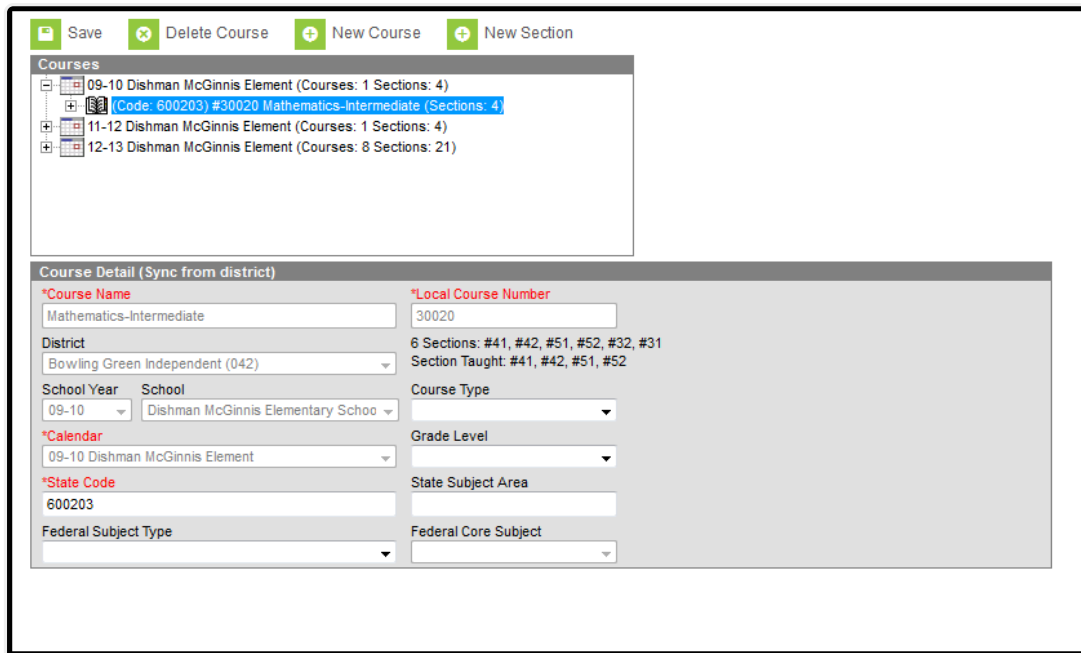 Save Delete Course New Course New Section
Courses
09-10 Dishman McGinnis Element (Courses: 1 Sections: 4)
(Code: 600203) #30020 Mathematics-Intermediate (Sections: 4)
11-12 Dishman McGinnis Element (Courses: 1 Sections: 4)
12-13 Dishman McGinnis Element (Courses: 8 Sections: 21)
Course Detail (Sync from district)
*Course Name *Local Course Number
Mathematics-Intermediate 30020
District 6 Sections: #41, #42, #51, #52, #32, #31
Bowling Green Independent (042) Section Taught: #41, #42, #51, #52
School Year School Course Type
09-10 Dishman McGinnis Elementary Schoo
*Calendar Grade Level
09-10 Dishman McGinnis Element
*State Code State Subject Area
600203
Federal Subject Type Federal Core Subject